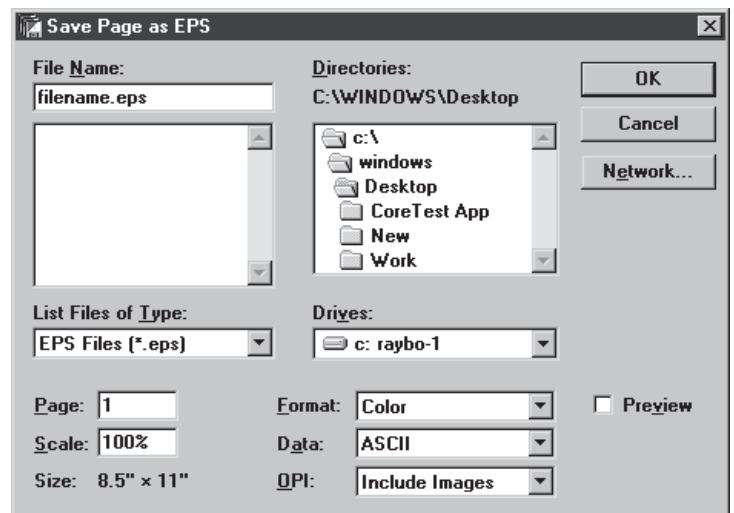 Save Page as EPS
File Name:
filename.eps
Directories:
C:\WINDOWS\Desktop
c:\
windows
Desktop
CoreTest App
New
Work
OK
Cancel
Network...
List Files of Type:
EPS Files (*.eps)
Drives:
c: raybo-1
Page: 1
Scale: 100%
Size: 8.5" × 11"
Format: Color
Data: ASCII
OPI: Include Images
Preview